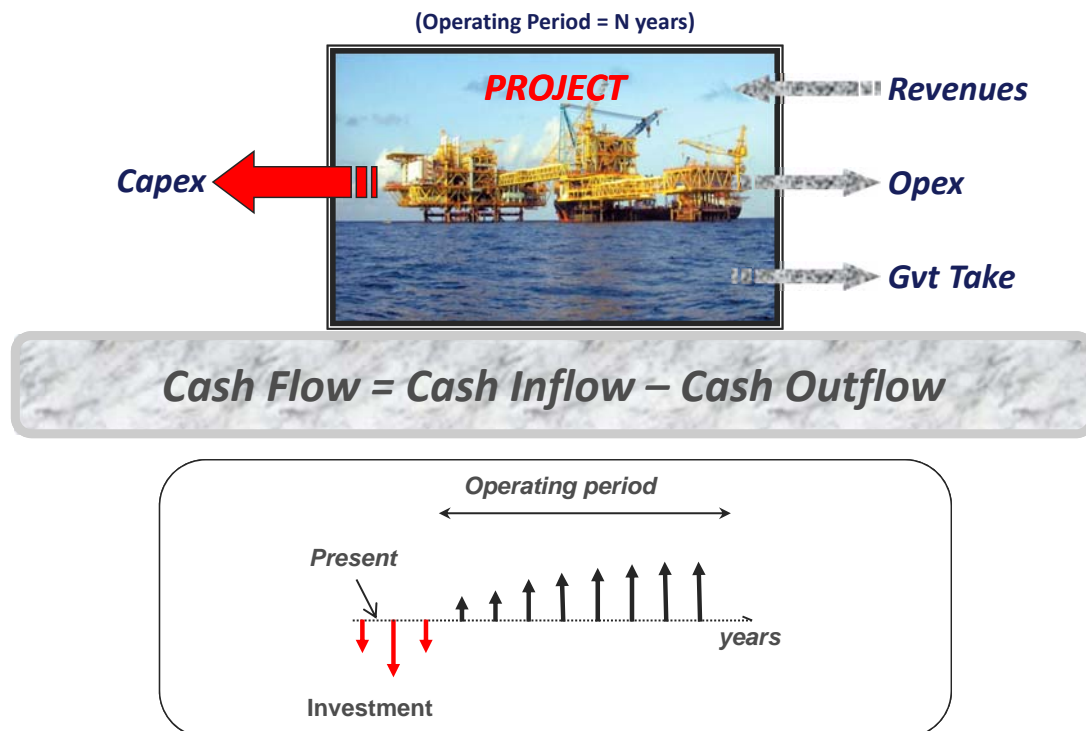 (Operating Period = N years)
PROJECT
Revenues
Capex
Opex
Gvt Take
Cash Flow = Cash Inflow – Cash Outflow
Operating period
Present
years
Investment